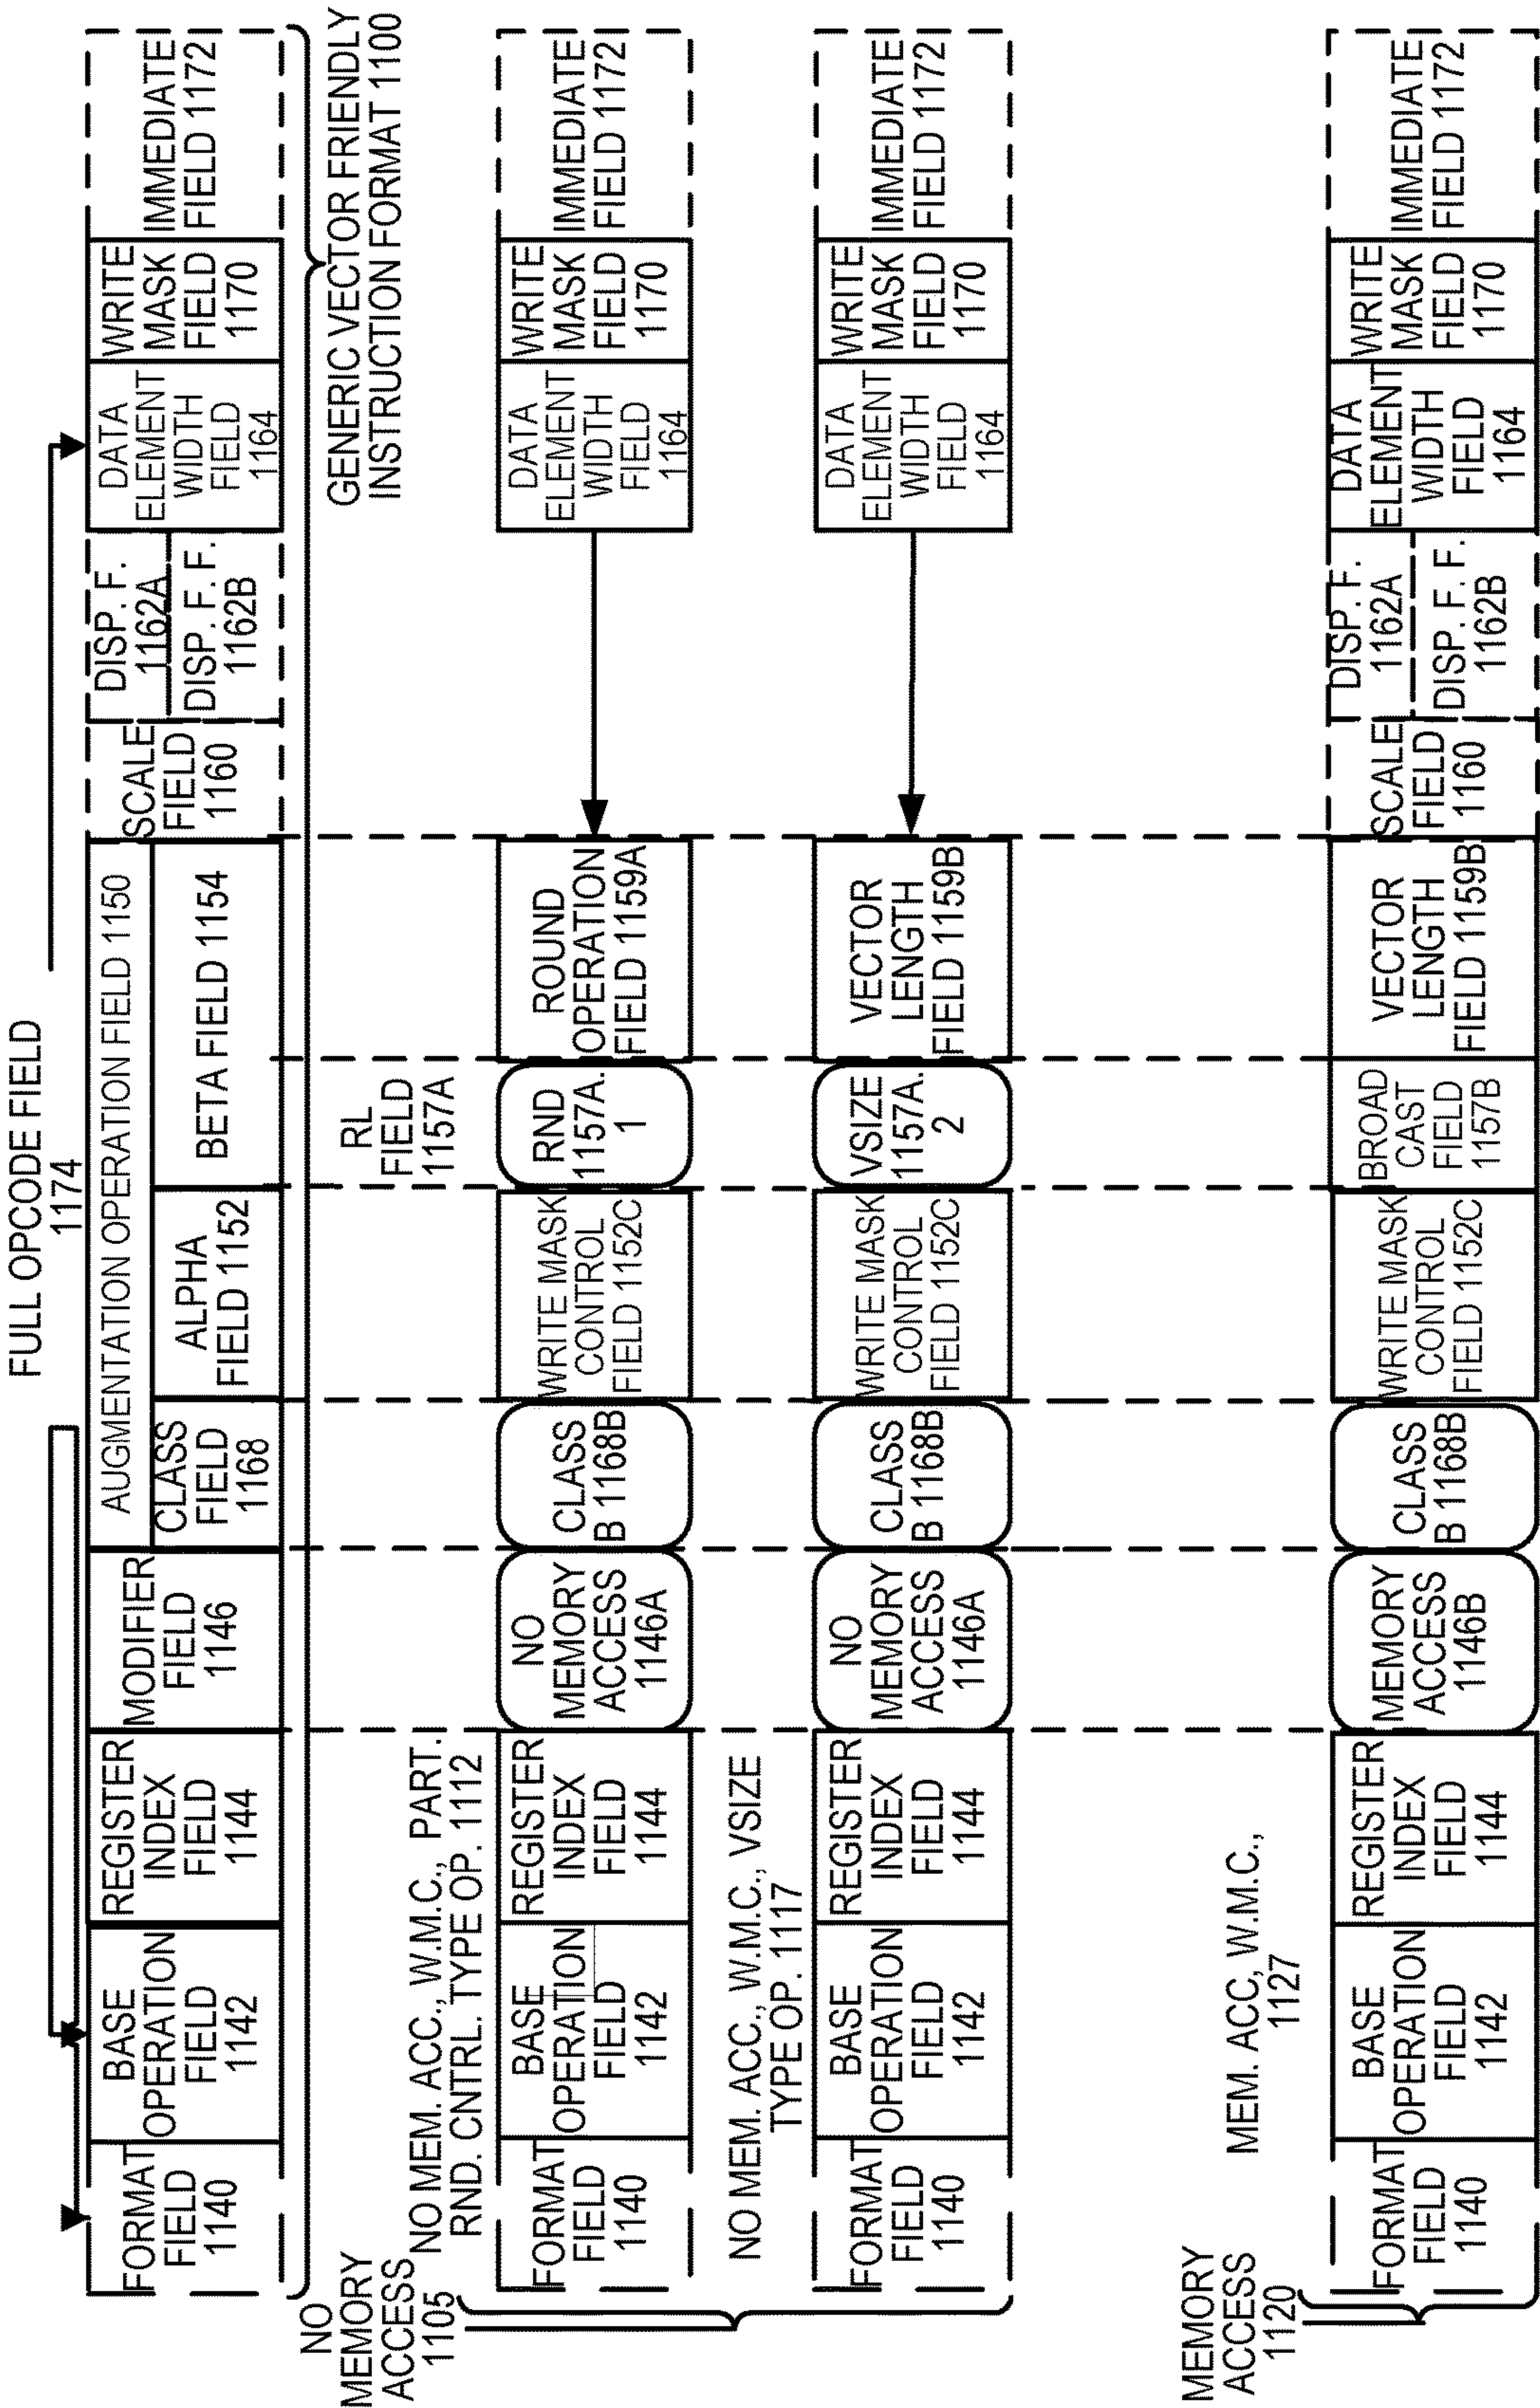 FULL OPCODE FIELD
1174
FORMAT
FIELD
1140
BASE
OPERATION
FIELD
1142
REGISTER
INDEX
FIELD
1144
MODIFIER
FIELD
1146
AUGMENTATION OPERATION FIELD 1150
CLASS
FIELD
1168
ALPHA
FIELD 1152
BETA FIELD 1154
SCALE
FIELD
1160
DISP. F.
1162A
DISP. F. F.
1162B
DATA
ELEMENT
WIDTH
FIELD
1164
WRITE
MASK
FIELD
1170
IMMEDIATE
FIELD 1172
GENERIC VECTOR FRIENDLY
INSTRUCTION FORMAT 1100
NO
MEMORY
ACCESS
1105
NO MEM. ACC., W.M.C, PART.
RND. CNTRL. TYPE OP. 1112
RL
FIELD
1157A
FORMAT
FIELD
1140
BASE
OPERATION
FIELD
1142
REGISTER
INDEX
FIELD
1144
NO
MEMORY
ACCESS
1146A
CLASS
B 1168B
WRITE MASK
CONTROL
FIELD 1152C
RND
1157A.
1
ROUND
OPERATION
FIELD 1159A
DATA
ELEMENT
WIDTH
FIELD
1164
WRITE
MASK
FIELD
1170
IMMEDIATE
FIELD 1172
NO MEM. ACC., W.M.C., VSIZE
TYPE OP. 1117
FORMAT
FIELD
1140
BASE
OPERATION
FIELD
1142
REGISTER
INDEX
FIELD
1144
NO
MEMORY
ACCESS
1146A
CLASS
B 1168B
WRITE MASK
CONTROL
FIELD 1152C
VSIZE
1157A.
2
VECTOR
LENGTH
FIELD 1159B
DATA
ELEMENT
WIDTH
FIELD
1164
WRITE
MASK
FIELD
1170
IMMEDIATE
FIELD 1172
MEMORY
ACCESS
1120
MEM. ACC, W.M.C.,
1127
FORMAT
FIELD
1140
BASE
OPERATION
FIELD
1142
REGISTER
INDEX
FIELD
1144
MEMORY
ACCESS
1146B
CLASS
B 1168B
WRITE MASK
CONTROL
FIELD 1152C
BROAD
CAST
FIELD
1157B
VECTOR
LENGTH
FIELD 1159B
SCALE
FIELD
1160
DISP. F.
1162A
DISP. F. F.
1162B
DATA
ELEMENT
WIDTH
FIELD
1164
WRITE
MASK
FIELD
1170
IMMEDIATE
FIELD 1172